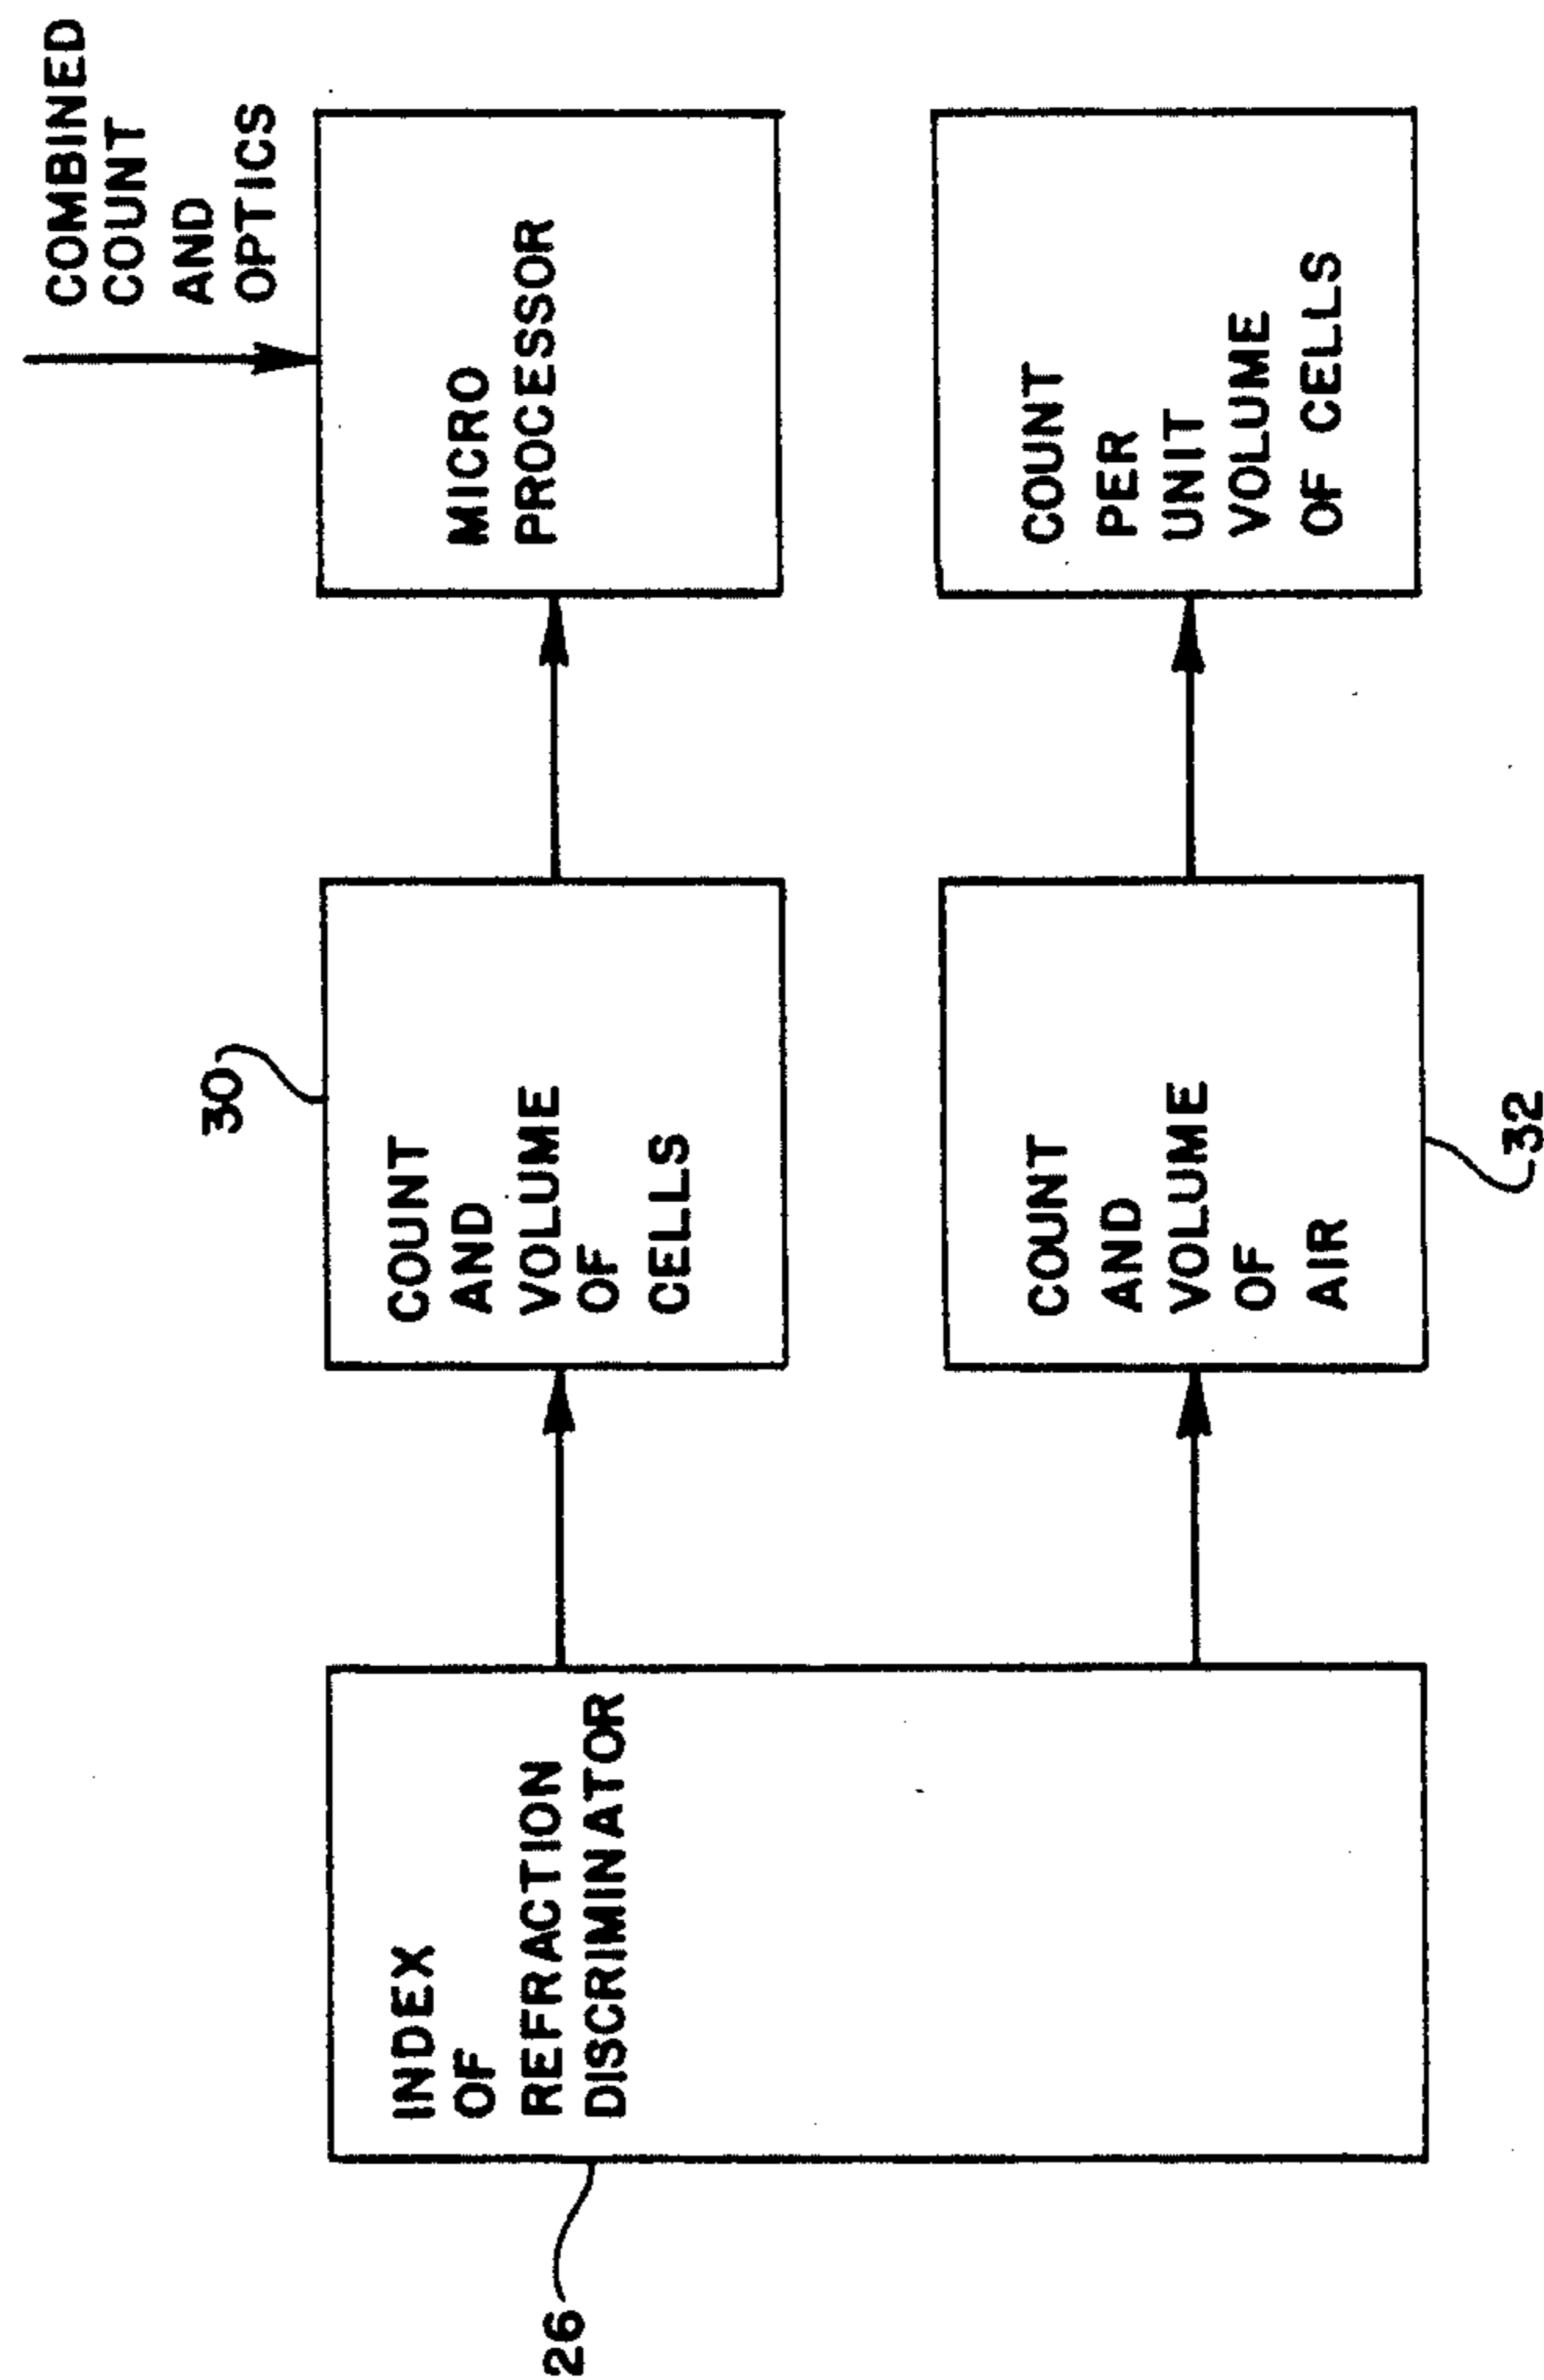 COMBINED
COUNT
AND
OPTICS
30
INDEX
OF
REFRACTION
DISCRIMINATOR
COUNT
AND
VOLUME
OF
CELLS
MICRO
PROCESSOR
26
COUNT
AND
VOLUME
OF
AIR
COUNT
PER
UNIT
VOLUME
OF CELLS
32